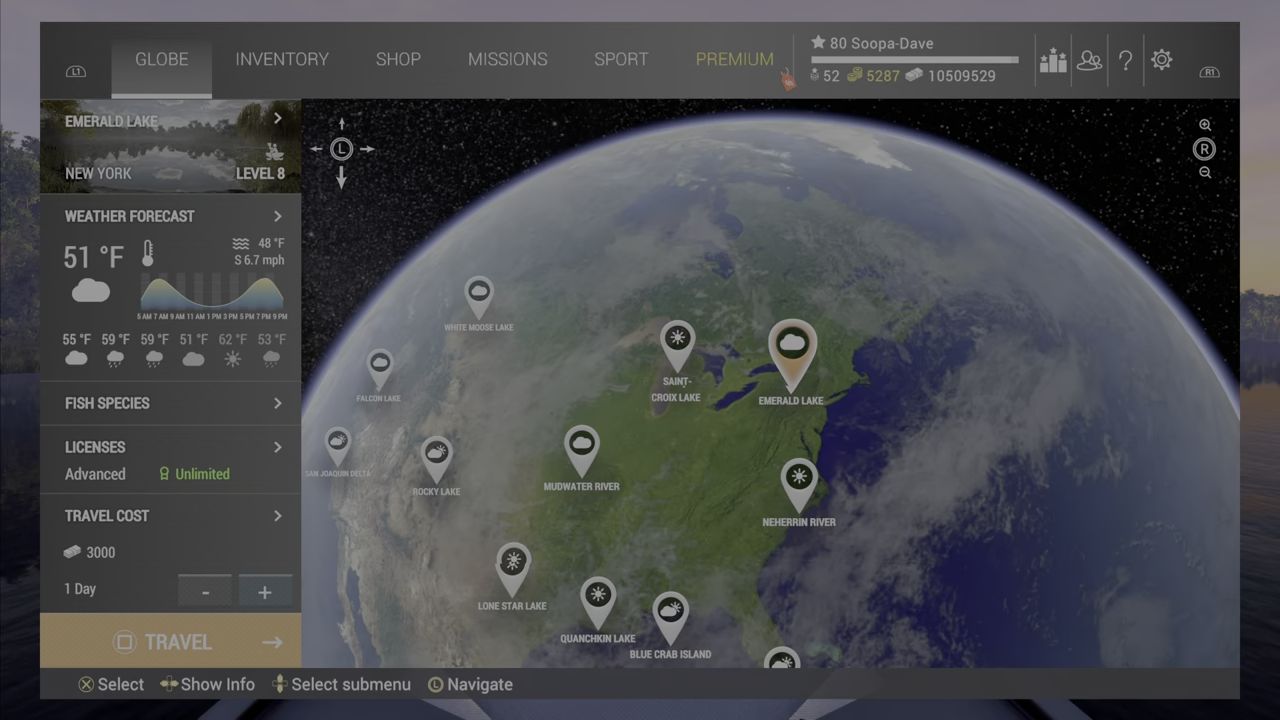 L1
GLOBE
INVENTORY
SHOP
MISSIONS
SPORT
PREMIUM
80 Soopa-Dave
52 5287 10509529
?
R1
EMERALD LAKE
NEW YORK LEVEL 8
WEATHER FORECAST
51 °F
48 °F
S 6.7 mph
5 AM 7 AM 9 AM 11 AM 1 PM 3 PM 5 PM 7 PM 9 PM
55 °F 59 °F 59 °F 51 °F 62 °F 53 °F
FISH SPECIES
LICENSES
Advanced Unlimited
TRAVEL COST
3000
1 Day - +
TRAVEL
L
R
WHITE MOOSE LAKE
FALCON LAKE
SAINT-
CROIX LAKE
EMERALD LAKE
SAN JOAQUIN DELTA
ROCKY LAKE
MUDWATER RIVER
NEHERRIN RIVER
LONE STAR LAKE
QUANCHKIN LAKE
BLUE CRAB ISLAND
Select Show Info Select submenu L Navigate